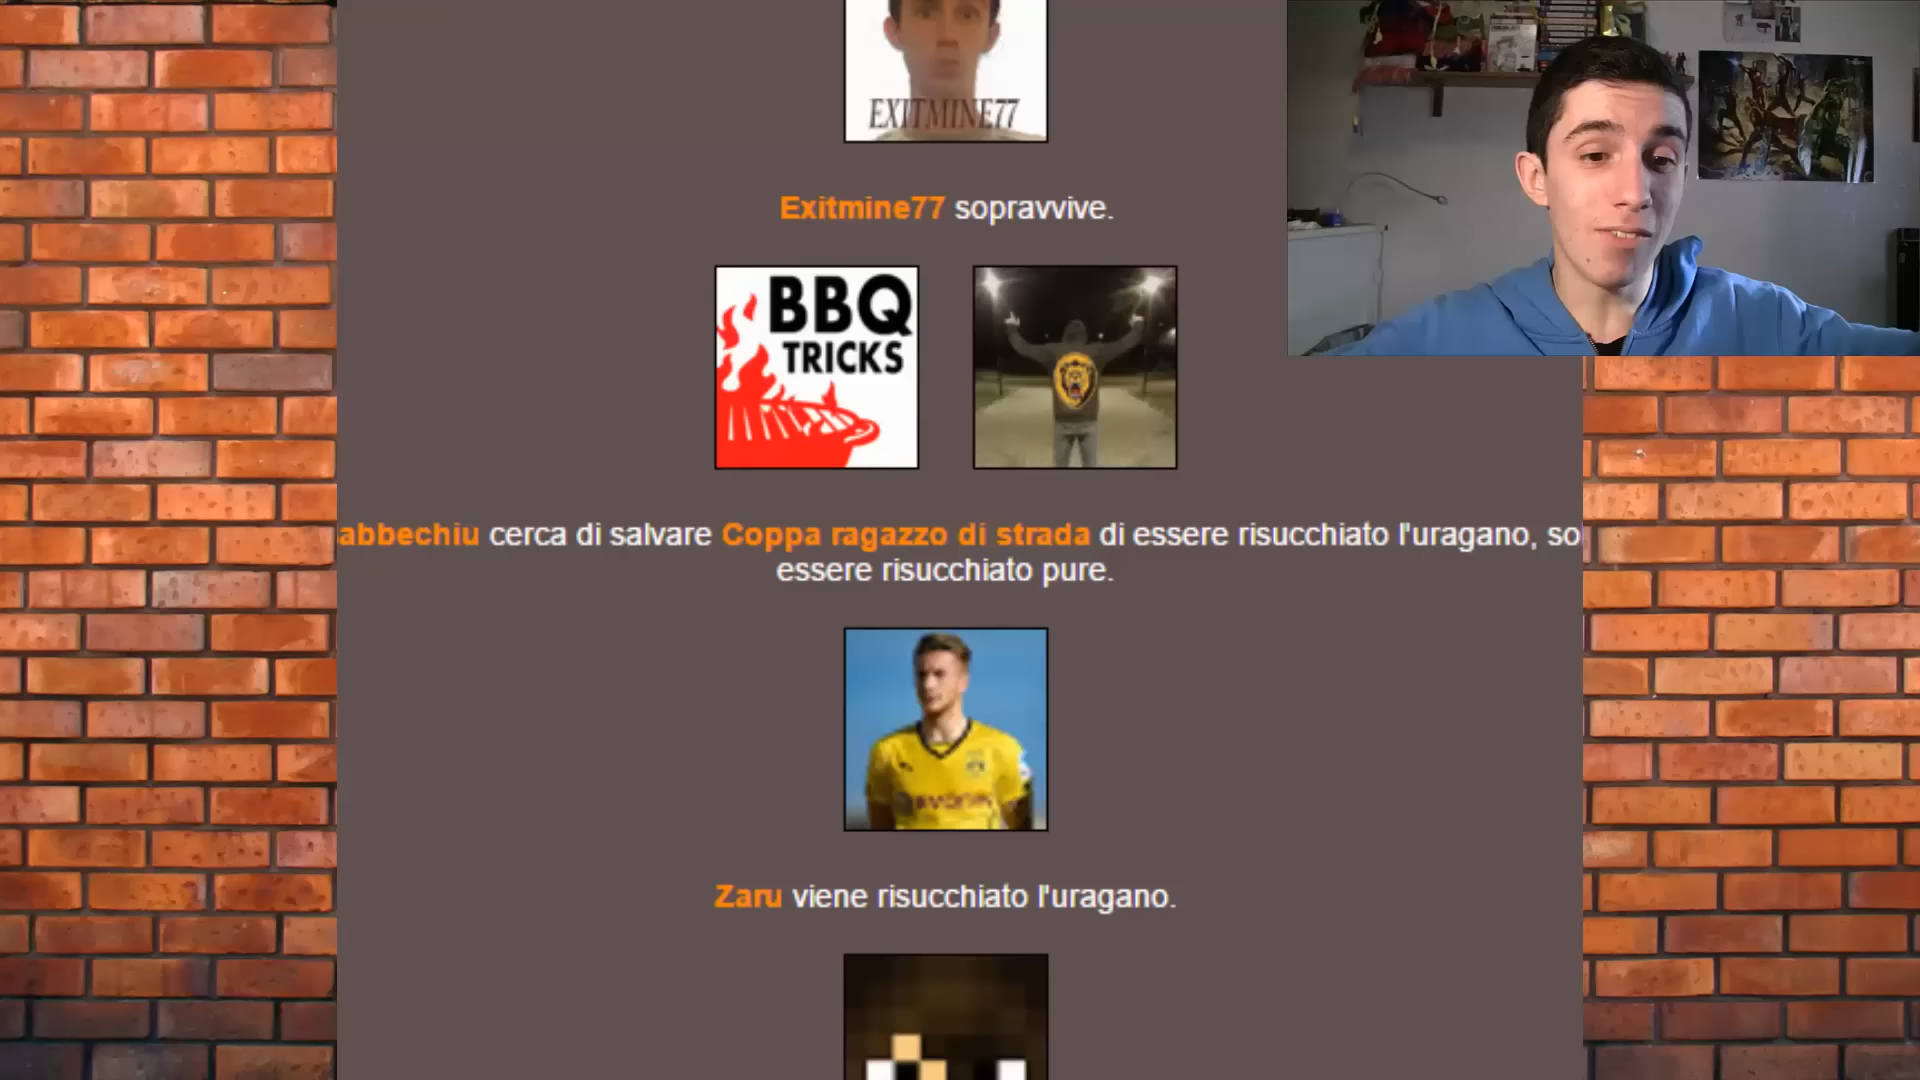 EXITMINE77
Exitmine77 sopravvive.
BBQ
TRICKS
abbechiu cerca di salvare Coppa ragazzo di strada di essere risucchiato l'uragano, so
essere risucchiato pure.
Zaru viene risucchiato l'uragano.